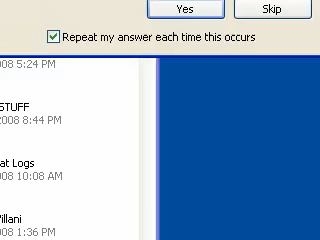 Yes Skip
Repeat my answer each time this occurs
008 5:24 PM
STUFF
2008 8:44 PM
at Logs
008 10:08 AM
illani
008 1:36 PM